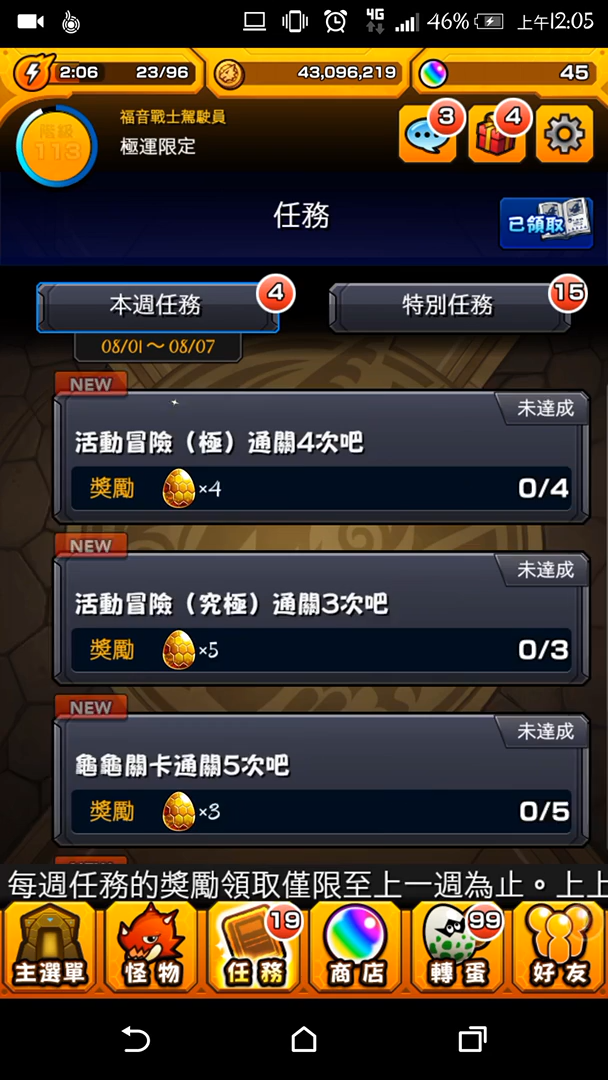 4G 46% 上午12:05
2:06 23/96 43,096,219 45
福音戰士駕駛員
階級 113
極運限定
3
4
任務
已領取
本週任務 4
特別任務 15
08/01～08/07
NEW
未達成
活動冒險（極）通關4次吧
獎勵 ×4 0/4
NEW
未達成
活動冒險（究極）通關3次吧
獎勵 ×5 0/3
NEW
未達成
龜龜關卡通關5次吧
獎勵 ×3 0/5
每週任務的獎勵領取僅限至上一週為止。上上
19 99
主選單 怪物 任務 商店 轉蛋 好友